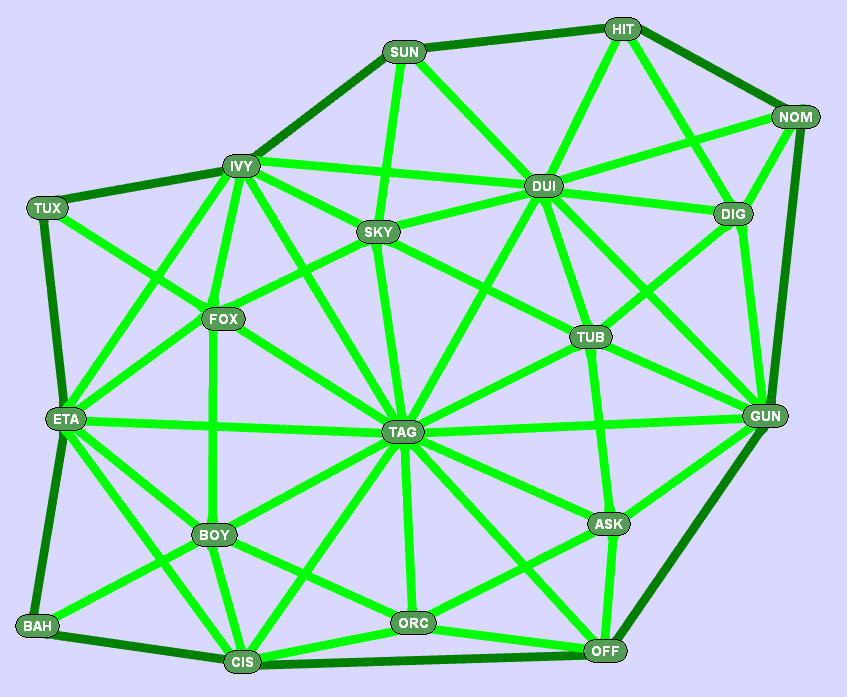 HIT
SUN
NOM
IVY
DUI
TUX
DIG
SKY
FOX
TUB
ETA
GUN
TAG
ASK
BOY
ORC
BAH
OFF
CIS